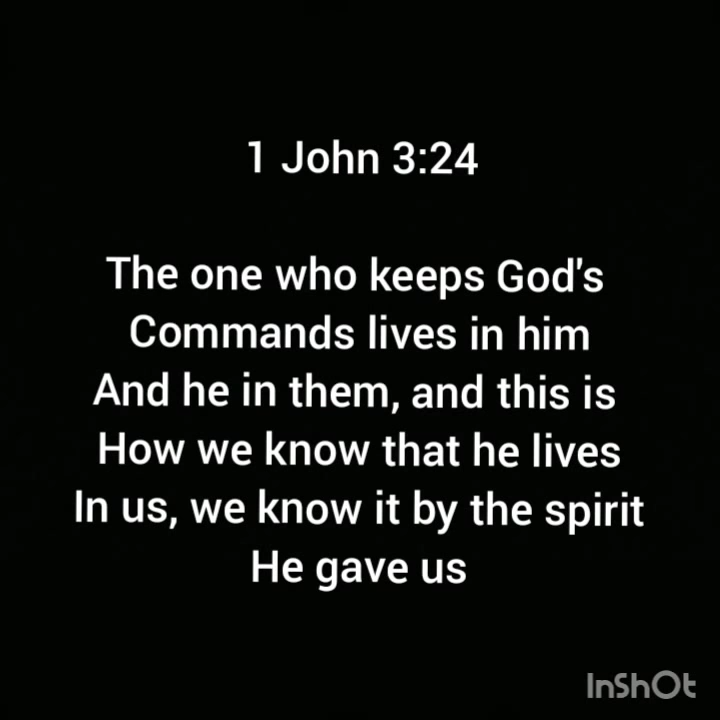 1 John 3:24
The one who keeps God's
Commands lives in him
And he in them, and this is
How we know that he lives
In us, we know it by the spirit
He gave us
InShOt